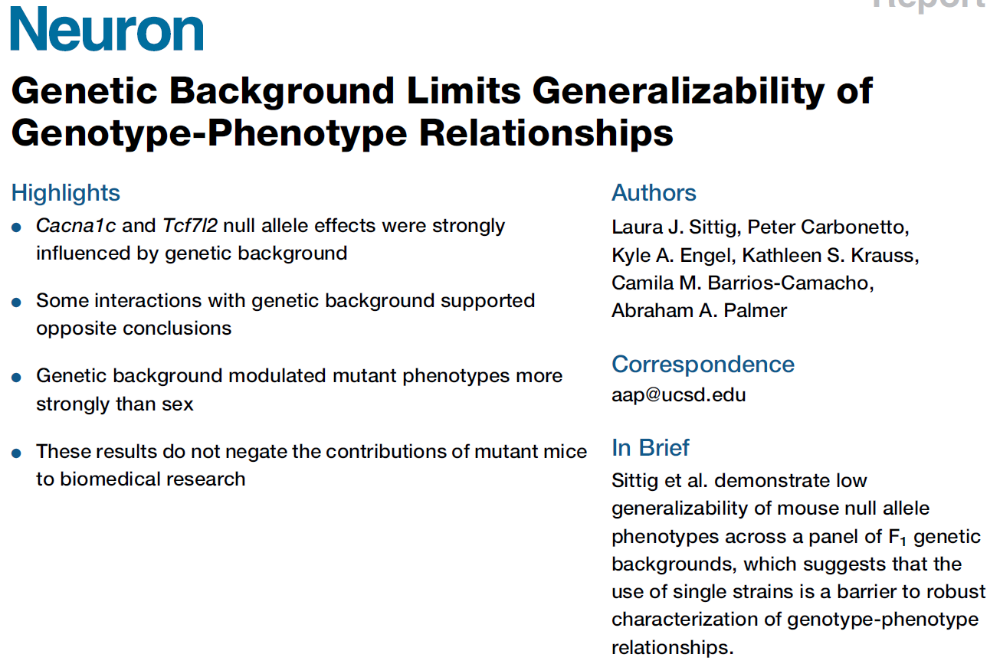 Report
Neuron
Genetic Background Limits Generalizability of
Genotype-Phenotype Relationships
Highlights
• Cacna1c and Tcf7l2 null allele effects were strongly
influenced by genetic background
• Some interactions with genetic background supported
opposite conclusions
• Genetic background modulated mutant phenotypes more
strongly than sex
• These results do not negate the contributions of mutant mice
to biomedical research
Authors
Laura J. Sittig, Peter Carbonetto,
Kyle A. Engel, Kathleen S. Krauss,
Camila M. Barrios-Camacho,
Abraham A. Palmer
Correspondence
aap@ucsd.edu
In Brief
Sittig et al. demonstrate low
generalizability of mouse null allele
phenotypes across a panel of F₁ genetic
backgrounds, which suggests that the
use of single strains is a barrier to robust
characterization of genotype-phenotype
relationships.